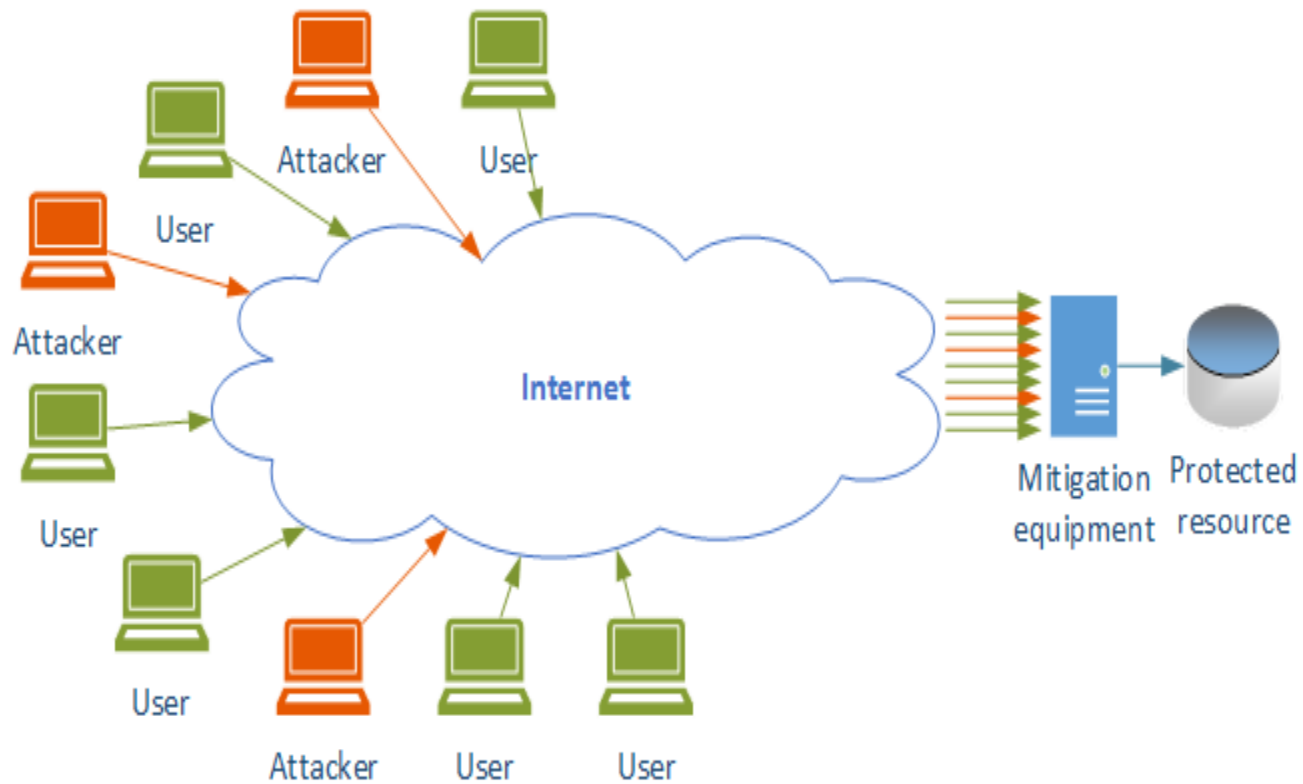 Attacker
User
User
Attacker
Internet
User
Mitigation
equipment
Protected
resource
User
Attacker
User
User